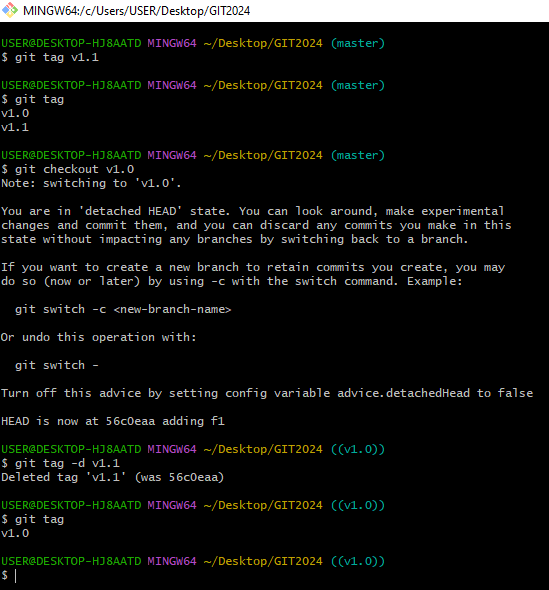 MINGW64:/c/Users/USER/Desktop/GIT2024
USER@DESKTOP-HJ8AATD MINGW64 ~/Desktop/GIT2024 (master)
$ git tag v1.1
USER@DESKTOP-HJ8AATD MINGW64 ~/Desktop/GIT2024 (master)
$ git tag
v1.0
v1.1
USER@DESKTOP-HJ8AATD MINGW64 ~/Desktop/GIT2024 (master)
$ git checkout v1.0
Note: switching to 'v1.0'.
You are in 'detached HEAD' state. You can look around, make experimental
changes and commit them, and you can discard any commits you make in this
state without impacting any branches by switching back to a branch.
If you want to create a new branch to retain commits you create, you may
do so (now or later) by using -c with the switch command. Example:
git switch -c <new-branch-name>
Or undo this operation with:
git switch -
Turn off this advice by setting config variable advice.detachedHead to false
HEAD is now at 56c0eaa adding f1
USER@DESKTOP-HJ8AATD MINGW64 ~/Desktop/GIT2024 ((v1.0))
$ git tag -d v1.1
Deleted tag 'v1.1' (was 56c0eaa)
USER@DESKTOP-HJ8AATD MINGW64 ~/Desktop/GIT2024 ((v1.0))
$ git tag
v1.0
USER@DESKTOP-HJ8AATD MINGW64 ~/Desktop/GIT2024 ((v1.0))
$